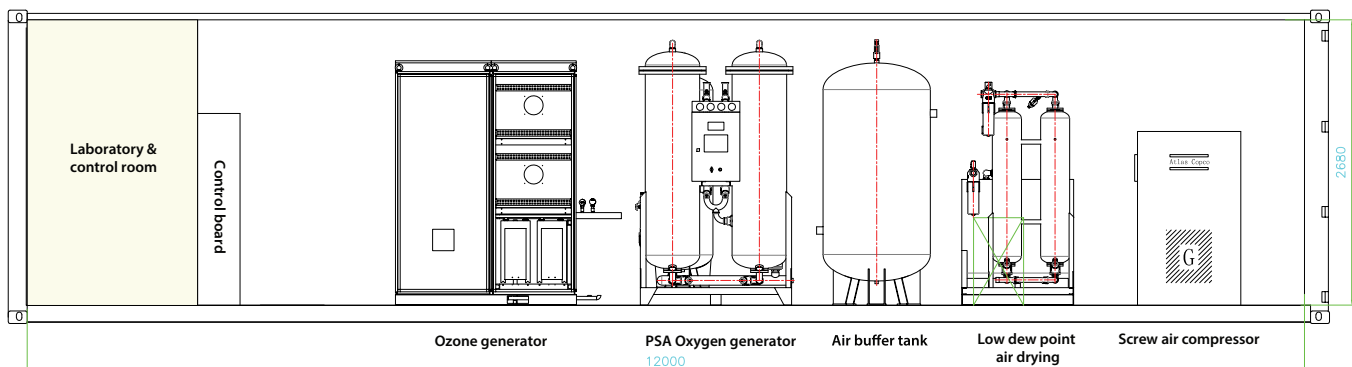 Laboratory &
control room
Control board
Atlas Copco
G
2680
Ozone generator
PSA Oxygen generator
Air buffer tank
Low dew point
air drying
Screw air compressor
12000